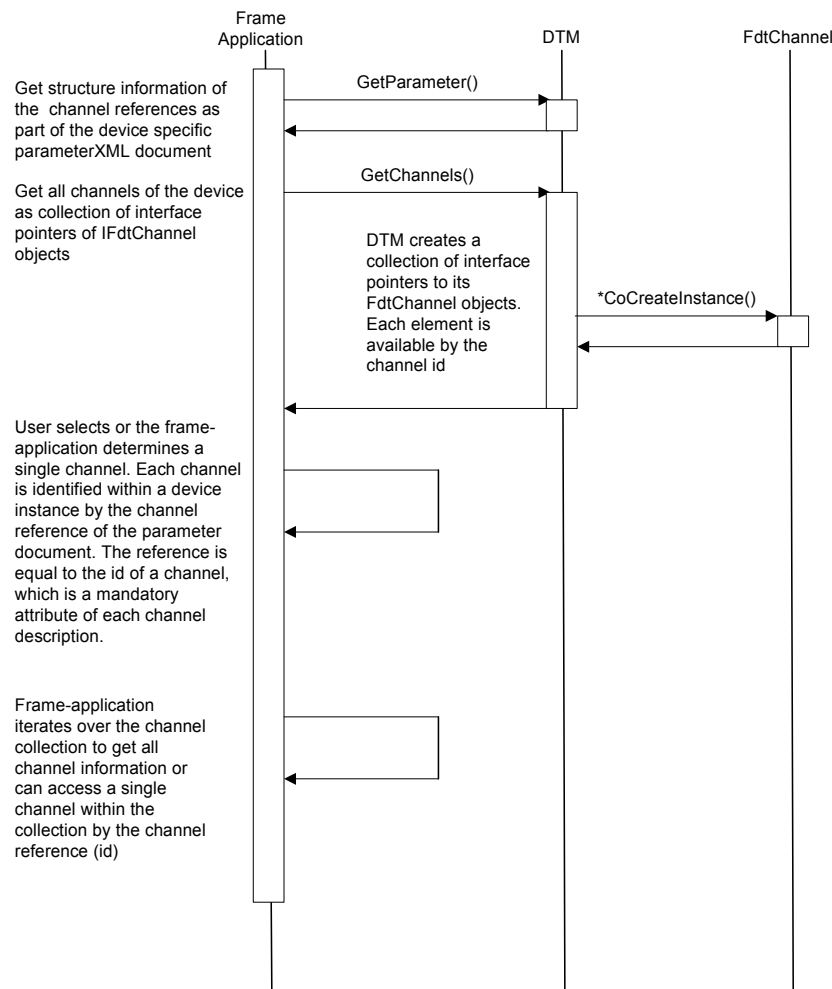 Frame
Application
DTM
FdtChannel
Get structure information of
the channel references as
part of the device specific
parameterXML document
GetParameter()
Get all channels of the device
as collection of interface
pointers of IFdtChannel
objects
GetChannels()
DTM creates a
collection of interface
pointers to its
FdtChannel objects.
Each element is
available by the
channel id
*CoCreateInstance()
User selects or the frame-
application determines a
single channel. Each channel
is identified within a device
instance by the channel
reference of the parameter
document. The reference is
equal to the id of a channel,
which is a mandatory
attribute of each channel
description.
Frame-application
iterates over the channel
collection to get all
channel information or
can access a single
channel within the
collection by the channel
reference (id)